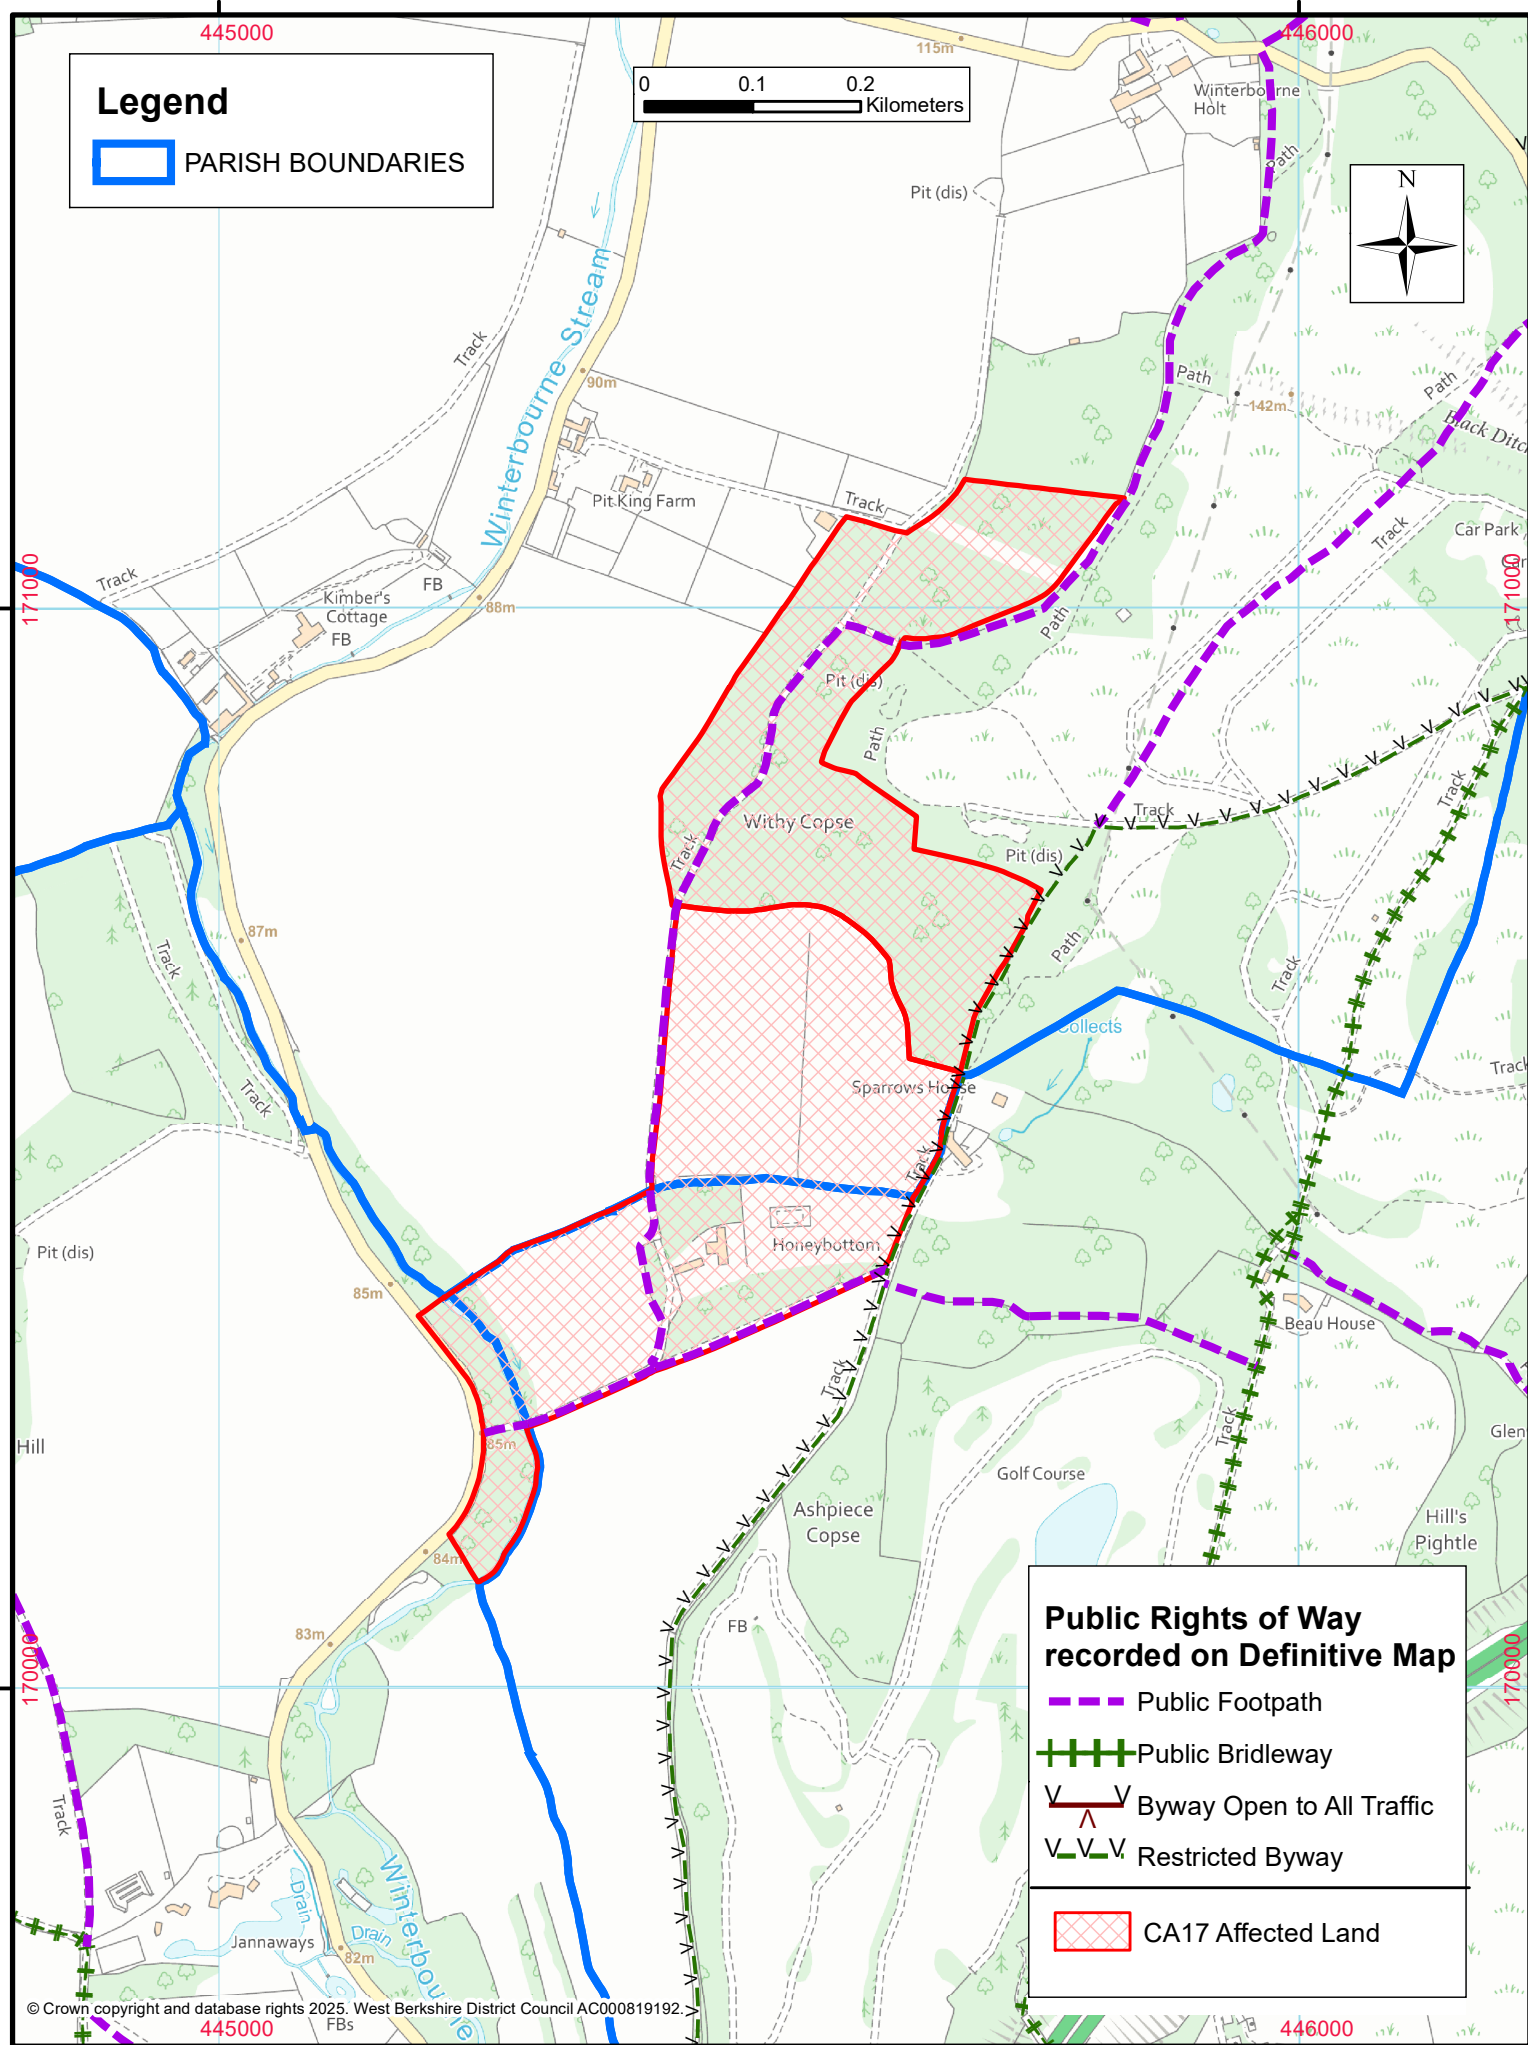 445000
446000
Legend
PARISH BOUNDARIES
0 0.1 0.2
Kilometers
115m
Winterbourne
Holt
Path
Pit (dis)
N
Track
Winterbourne Stream
90m
Path
Path
142m
Black Ditch
Pit King Farm
Track
Track
Car Park
171000
171000
Track
FB
Kimber's
Cottage
FB
88m
Path
Pit (dis)
Path
Track
Withy Copse
Track
Track
Pit (dis)
87m
Track
Path
Track
Collects
Track
Sparrows House
Track
Track
Honeybottom
Pit (dis)
85m
Beau House
Track
Track
Hill
85m
Glen
Golf Course
Ashpiece
Copse
Hill's
Pightle
84m
FB
83m
170000
170000
Public Rights of Way
recorded on Definitive Map
Public Footpath
Public Bridleway
Byway Open to All Traffic
Restricted Byway
CA17 Affected Land
Track
Drain
Winterbourne
Jannaways
Drain
82m
© Crown copyright and database rights 2025. West Berkshire District Council AC000819192.
FBs
445000
446000